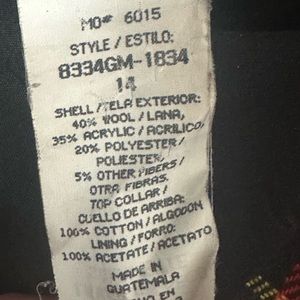 MO# 6015
STYLE / ESTILO:
8334GM-1834
14
SHELL / TELA EXTERIOR:
40% WOOL / LANA,
35% ACRYLIC / ACRILICO,
20% POLYESTER /
POLIESTER,
5% OTHER FIBERS /
OTRA FIBRAS.
TOP COLLAR /
CUELLO DE ARRIBA:
100% COTTON / ALGODON
LINING / FORRO:
100% ACETATE / ACETATO
MADE IN
GUATEMALA
HECHO EN